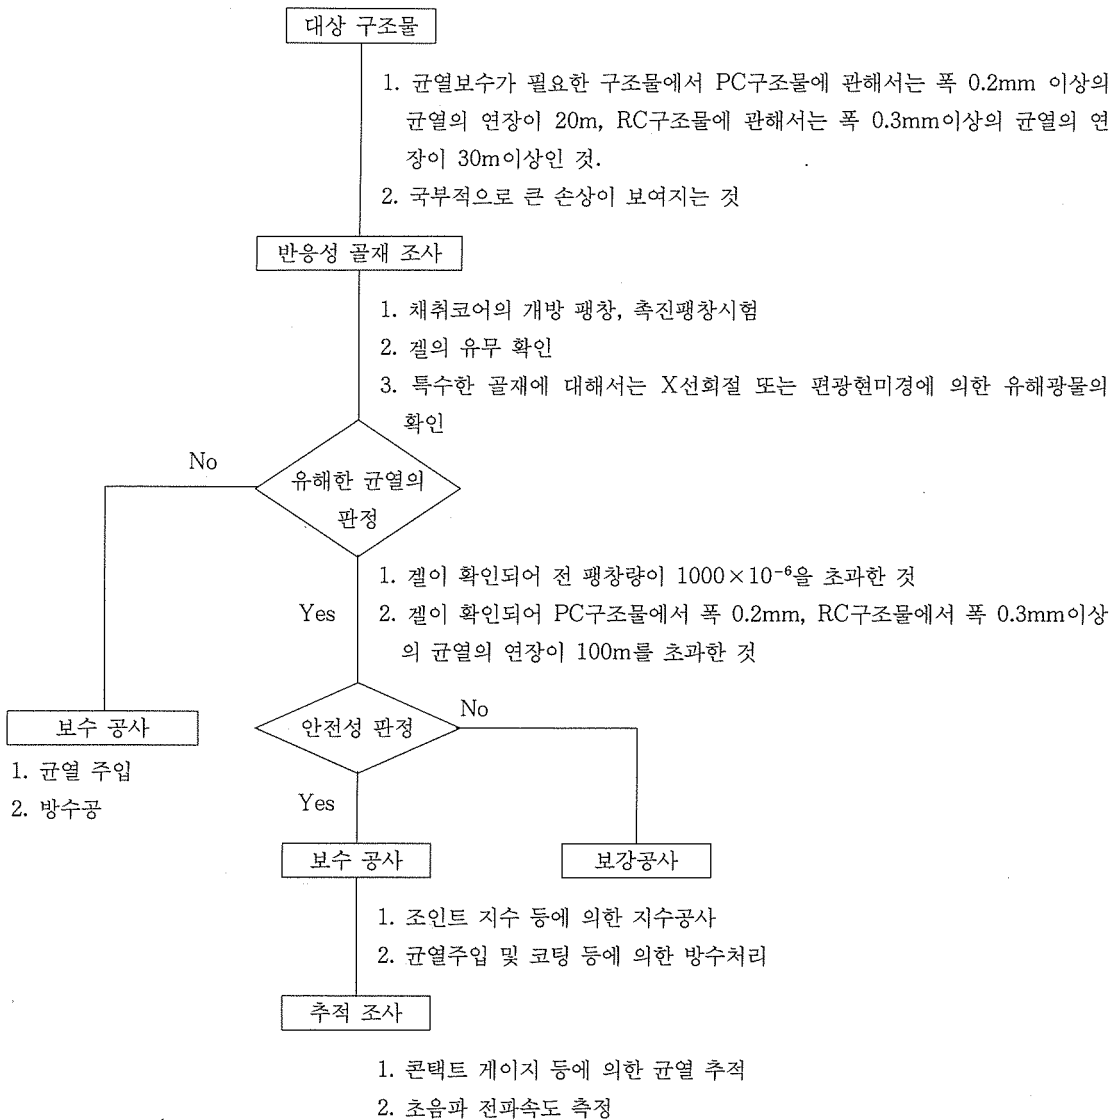 대상 구조물
1. 균열보수가 필요한 구조물에서 PC구조물에 관해서는 폭 0.2mm 이상의
균열의 연장이 20m, RC구조물에 관해서는 폭 0.3mm이상의 균열의 연
장이 30m이상인 것.
2. 국부적으로 큰 손상이 보여지는 것
반응성 골재 조사
1. 채취코어의 개방 팽창, 촉진팽창시험
2. 겔의 유무 확인
3. 특수한 골재에 대해서는 X선회절 또는 편광현미경에 의한 유해광물의
확인
No
유해한 균열의
판정
1. 겔이 확인되어 전 팽창량이 1000×10⁻⁶을 초과한 것
Yes
2. 겔이 확인되어 PC구조물에서 폭 0.2mm, RC구조물에서 폭 0.3mm이상
의 균열의 연장이 100m를 초과한 것
No
보수 공사
안전성 판정
1. 균열 주입
2. 방수공
Yes
보수 공사
보강공사
1. 조인트 지수 등에 의한 지수공사
2. 균열주입 및 코팅 등에 의한 방수처리
추적 조사
1. 콘택트 게이지 등에 의한 균열 추적
2. 초음파 전파속도 측정